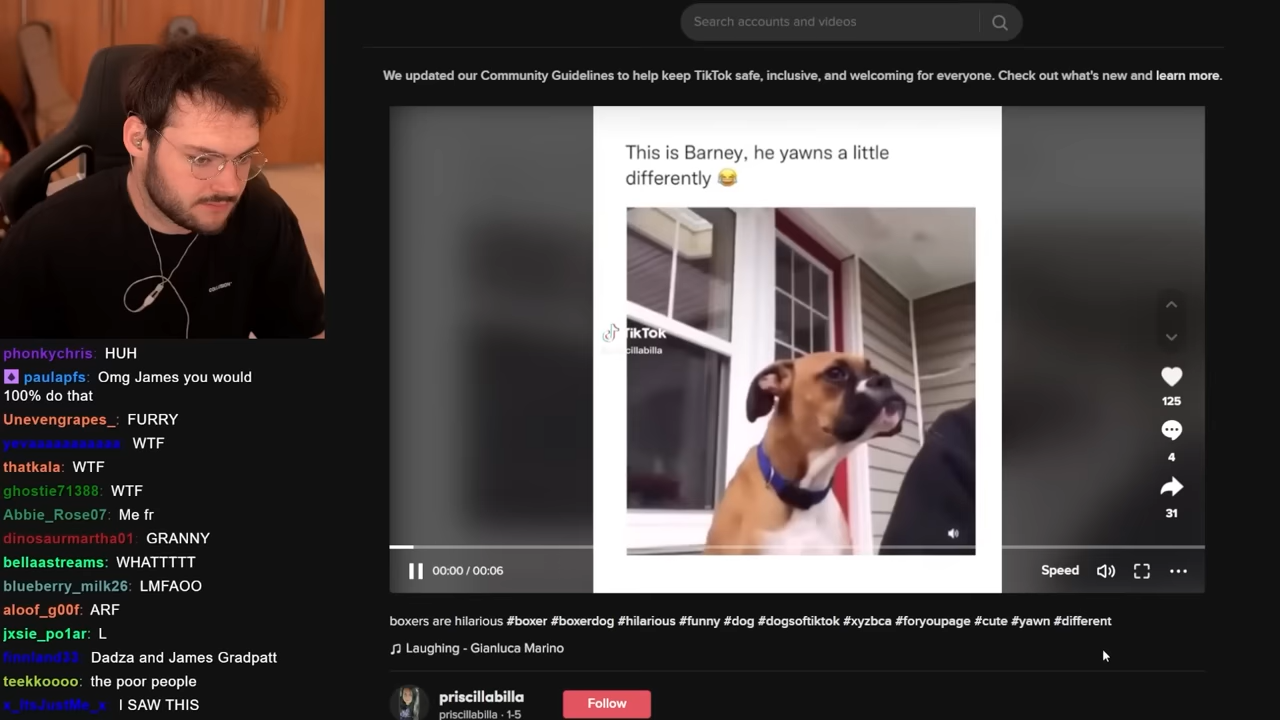 Search accounts and videos
We updated our Community Guidelines to help keep TikTok safe, inclusive, and welcoming for everyone. Check out what's new and learn more.
This is Barney, he yawns a little
differently 😂
TikTok
cillabilla
125
4
31
00:00 / 00:06
Speed
boxers are hilarious #boxer #boxerdog #hilarious #funny #dog #dogsoftiktok #xyzbca #foryoupage #cute #yawn #different
Laughing - Gianluca Marino
priscillabilla
priscillabilla · 1-5
Follow
phonkychris: HUH
paulapfs: Omg James you would
100% do that
Unevengrapes_: FURRY
WTF
thatkala: WTF
ghostie71388: WTF
Abbie_Rose07: Me fr
dinosaurmartha01: GRANNY
bellaastreams: WHATTTTT
blueberry_milk26: LMFAOO
aloof_g00f: ARF
jxsie_po1ar: L
Dadza and James Gradpatt
teekkoooo: the poor people
x_ItsJustMe_x: I SAW THIS